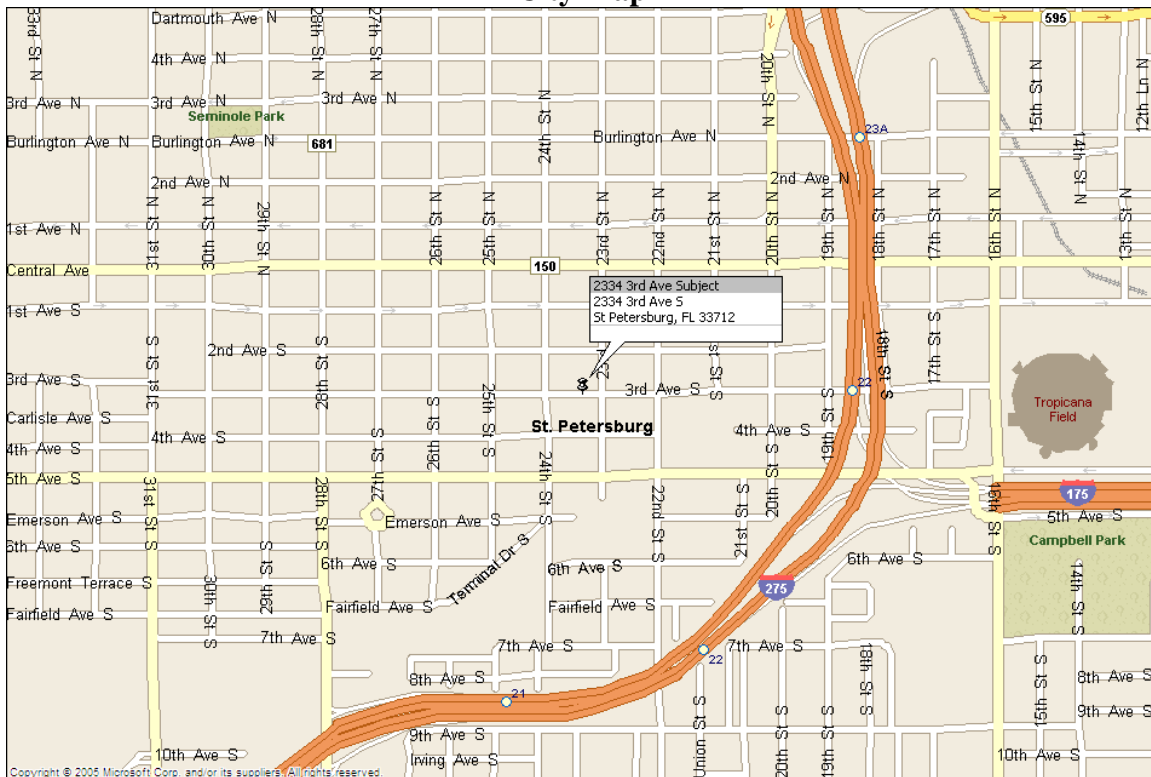 33rd St N
Dartmouth Ave N
28th St N
27th St N
595
4th Ave N
20th St N
15th St N
12th Ln N
3rd Ave N
3rd Ave N
3rd Ave N
Seminole Park
24th St N
23A
Burlington Ave N
Burlington Ave N
681
Burlington Ave N
14th St N
2nd Ave N
2nd Ave N
1st Ave N
31st St N
30th St N
29th St N
26th St N
25th St N
23rd
22nd St N
21st St N
20th St N
19th St N
18th St N
17th St N
16th St N
13th St N
Central Ave
150
2334 3rd Ave Subject
2334 3rd Ave S
St Petersburg, FL 33712
1st Ave S
2nd Ave S
31st St S
28th St S
21st St S
18th St S
17th St S
3rd Ave S
3rd Ave S
22
Tropicana
Field
Carlisle Ave S
25th St S
26th St S
St. Petersburg
4th Ave S
4th Ave S
19th St S
4th Ave S
27th St S
24th St S
20th St S
5th Ave S
31st St S
28th St S
22nd St S
21st St S
16th St S
175
5th Ave S
Emerson Ave S
Emerson Ave S
Campbell Park
6th Ave S
6th Ave S
6th Ave S
6th Ave S
Terminal Dr S
Freemont Terrace S
30th St S
29th St S
275
14th St S
Fairfield Ave S
Fairfield Ave S
Fairfield Ave S
7th Ave S
7th Ave S
7th Ave S
22
18th St S
8th Ave S
8th Ave S
21
15th St S
9th Ave S
9th Ave S
Union St S
20th St S
19th St S
10th Ave S
Irving Ave S
10th Ave S
Copyright © 2005 Microsoft Corp. and/or its suppliers. All rights reserved.